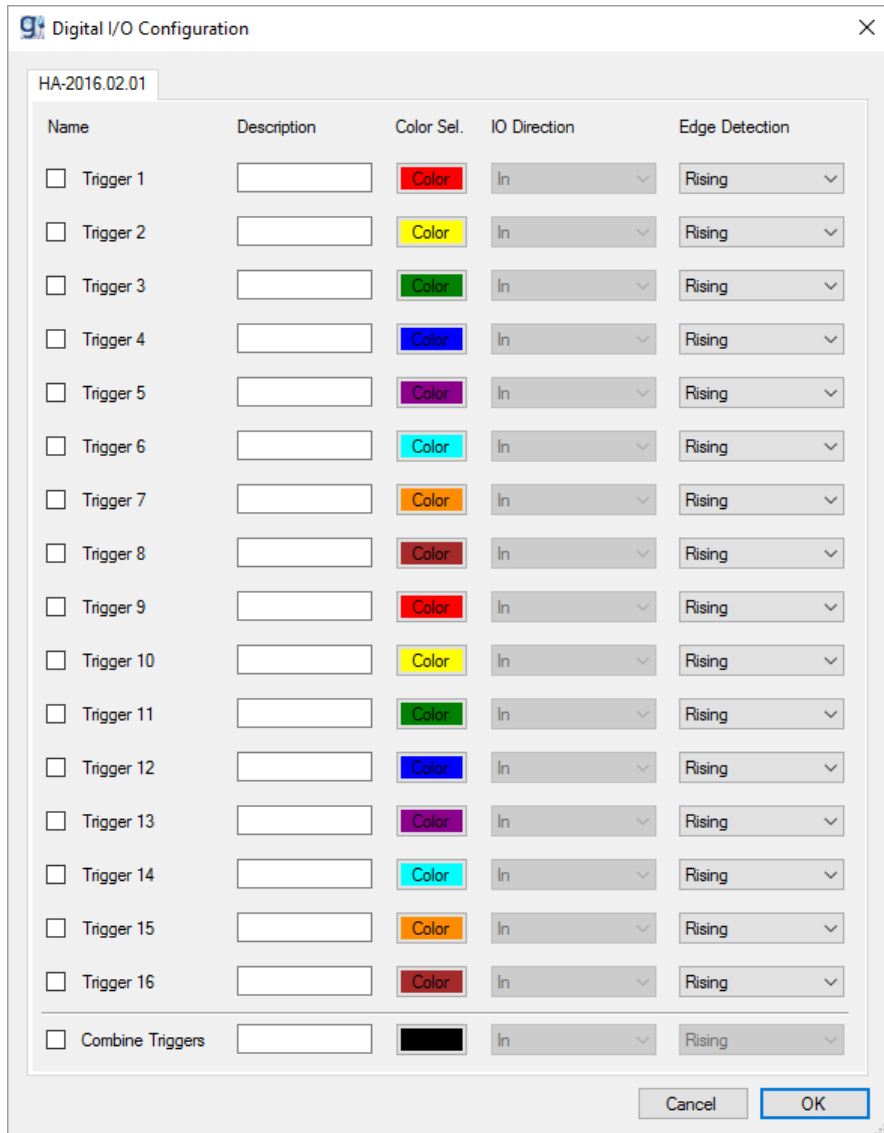 Digital I/O Configuration
HA-2016.02.01
Name Description Color Sel. IO Direction Edge Detection
Trigger 1 Color In Rising
Trigger 2 Color In Rising
Trigger 3 Color In Rising
Trigger 4 Color In Rising
Trigger 5 Color In Rising
Trigger 6 Color In Rising
Trigger 7 Color In Rising
Trigger 8 Color In Rising
Trigger 9 Color In Rising
Trigger 10 Color In Rising
Trigger 11 Color In Rising
Trigger 12 Color In Rising
Trigger 13 Color In Rising
Trigger 14 Color In Rising
Trigger 15 Color In Rising
Trigger 16 Color In Rising
Combine Triggers In Rising
Cancel OK